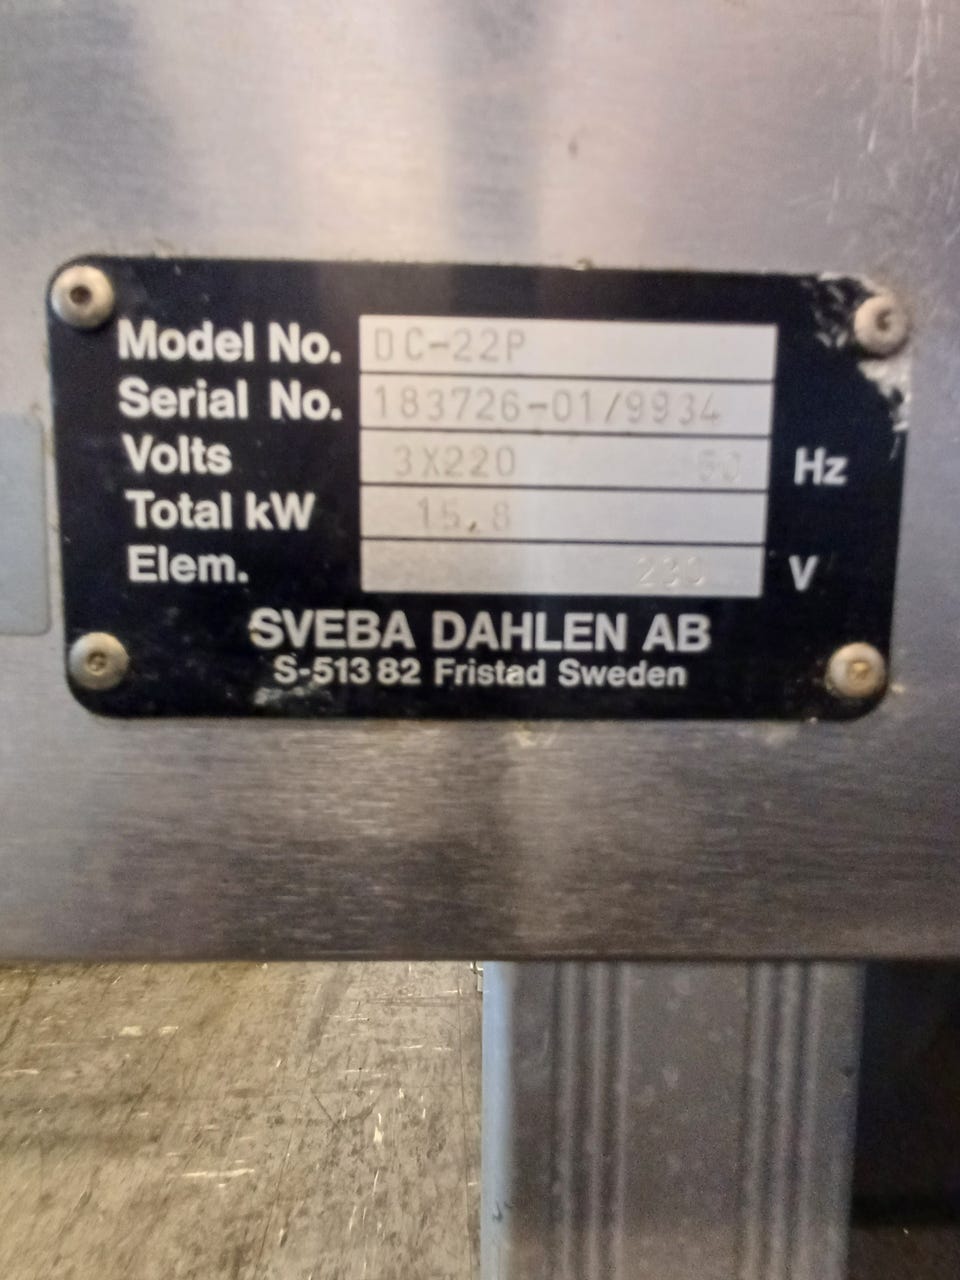 Model No. DC-22P
Serial No. 183726-01/9934
Volts 3X220 50 Hz
Total kW 15.8
Elem. 230 V
SVEBA DAHLEN AB
S-513 82 Fristad Sweden